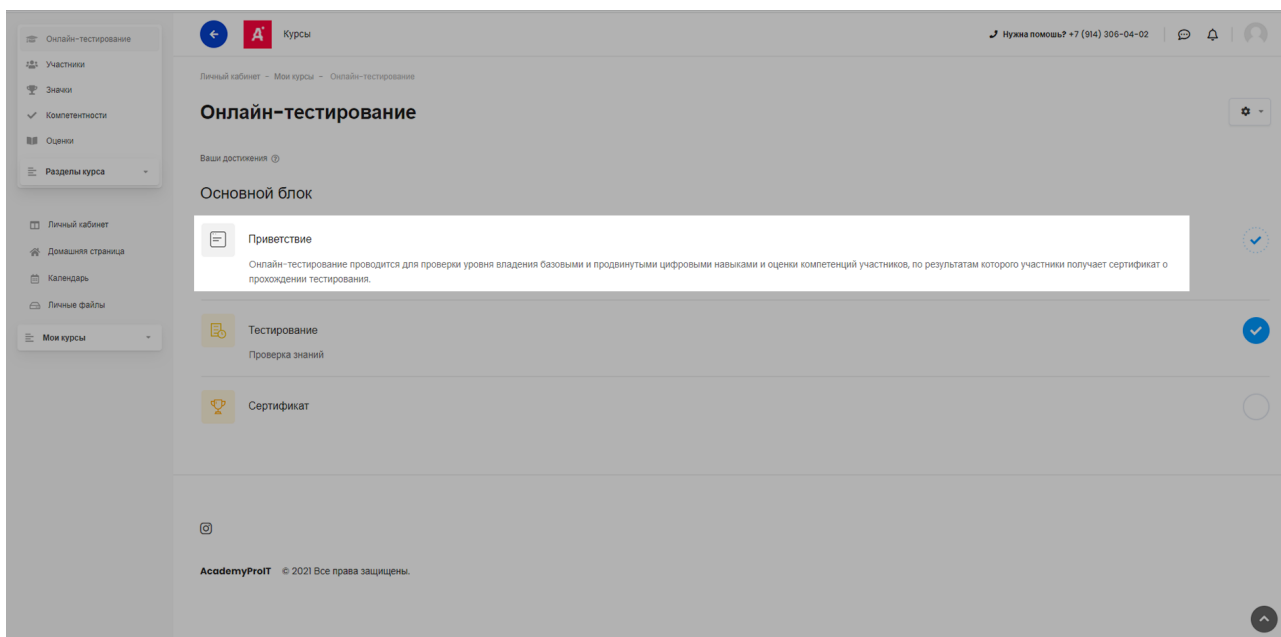 Онлайн-тестирование
Участники
Значки
Компетентности
Оценки
Разделы курса
Личный кабинет
Домашняя страница
Календарь
Личные файлы
Мои курсы
Курсы
Нужна помошь? +7 (914) 306-04-02
Личный кабинет - Мои курсы - Онлайн-тестирование
Онлайн-тестирование
Ваши достижения
Основной блок
Приветствие
Онлайн-тестирование проводится для проверки уровня владения базовыми и продвинутыми цифровыми навыками и оценки компетенций участников, по результатам которого участники получает сертификат о
прохождении тестирования.
Тестирование
Проверка знаний
Сертификат
AcademyProIT © 2021 Все права защищены.